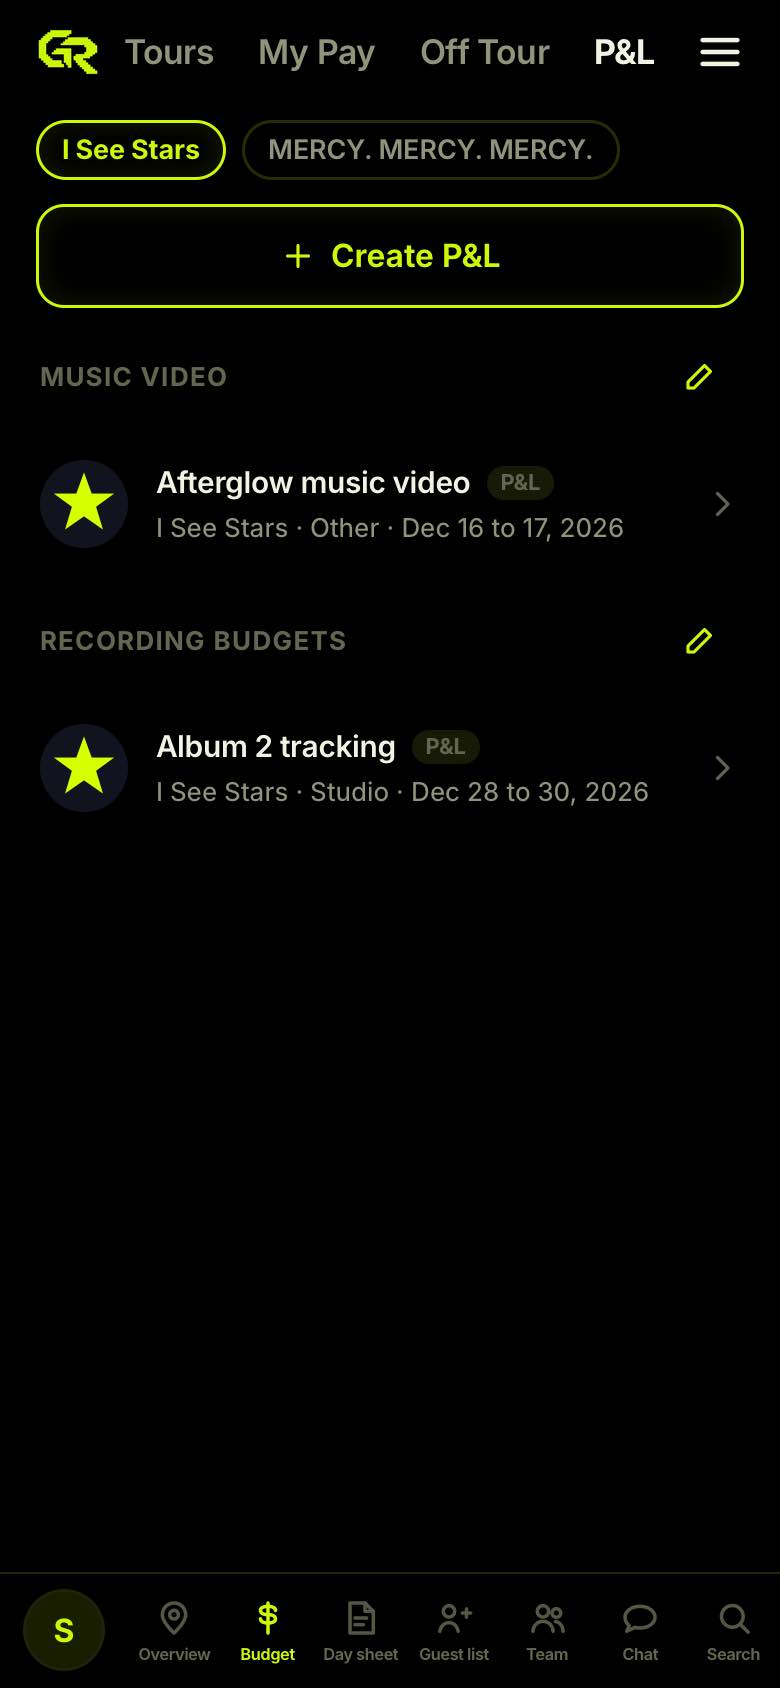 GR Tours My Pay Off Tour P&L
I See Stars MERCY. MERCY. MERCY.
+ Create P&L
MUSIC VIDEO
Afterglow music video P&L
I See Stars · Other · Dec 16 to 17, 2026
RECORDING BUDGETS
Album 2 tracking P&L
I See Stars · Studio · Dec 28 to 30, 2026
S Overview Budget Day sheet Guest list Team Chat Search